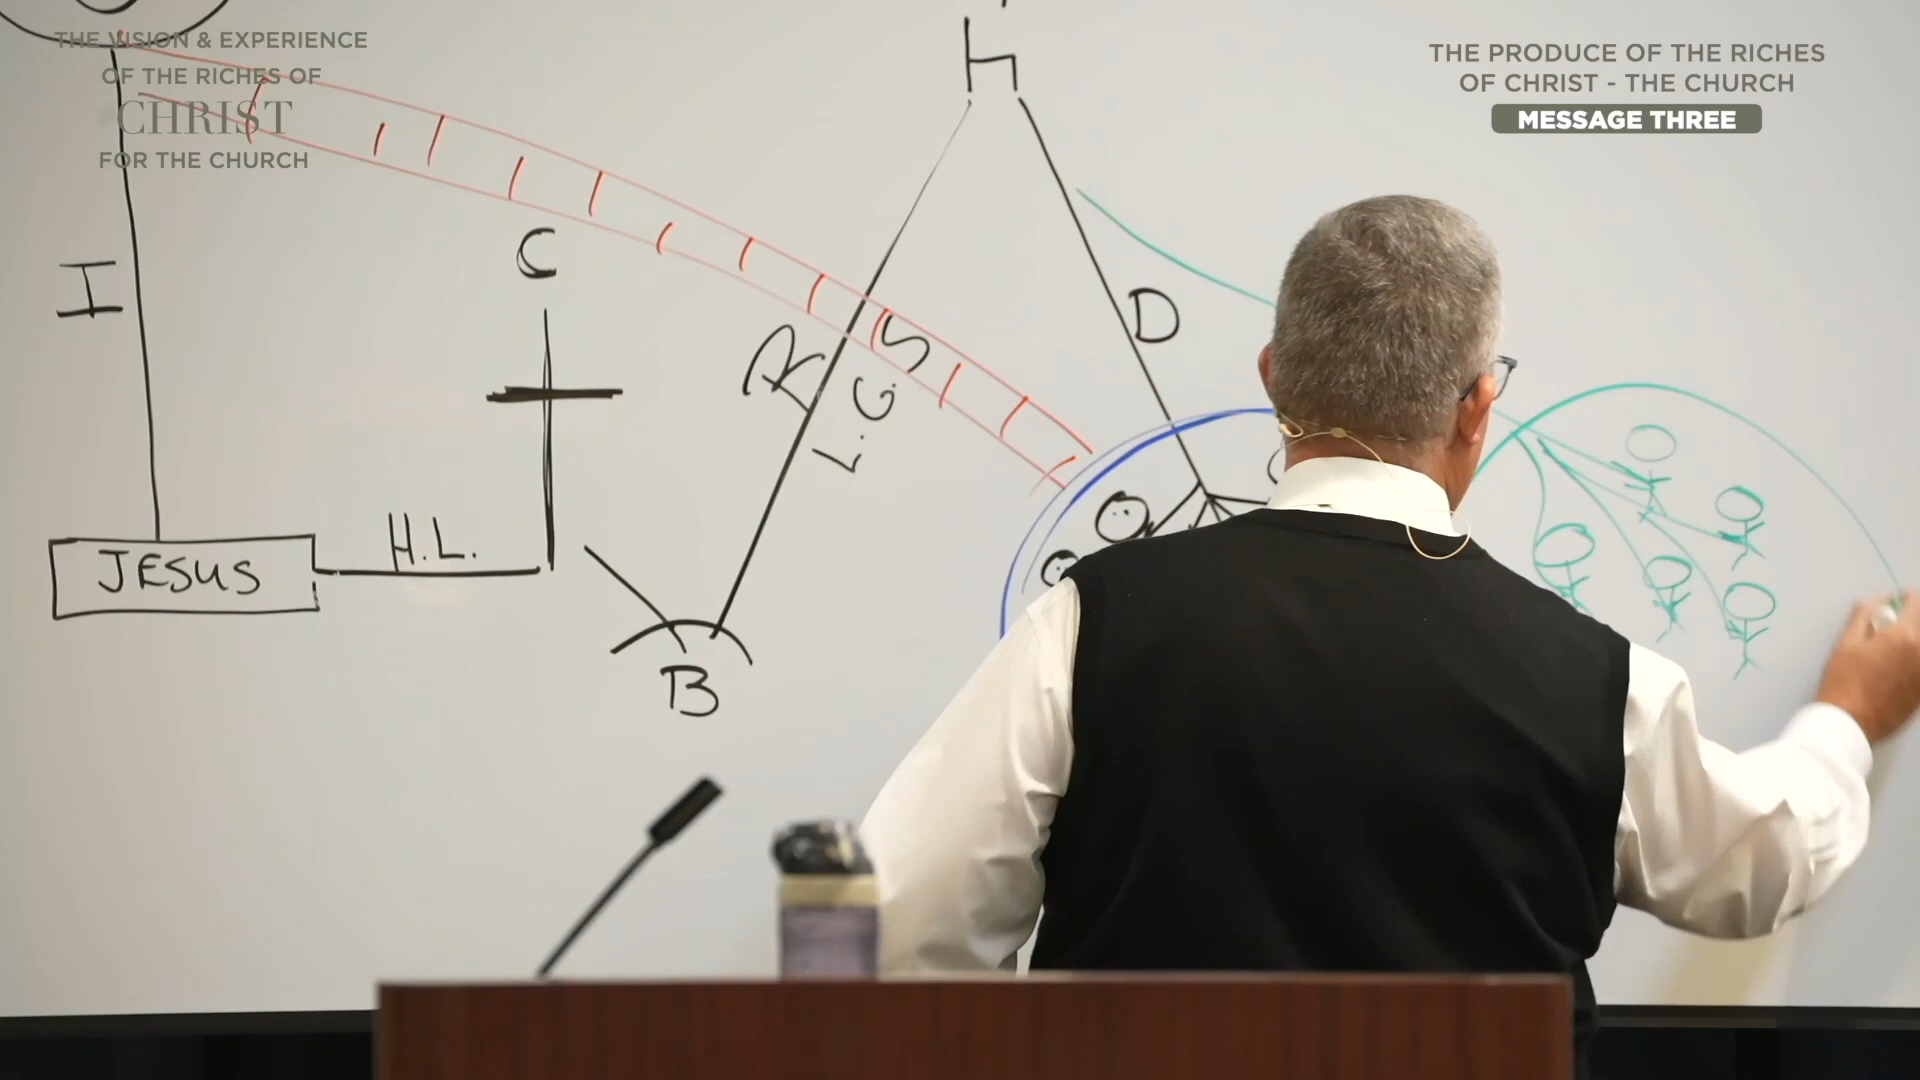 THE VISION & EXPERIENCE
OF THE RICHES OF
CHRIST
FOR THE CHURCH
THE PRODUCE OF THE RICHES
OF CHRIST - THE CHURCH
MESSAGE THREE
I
C
H.L.
JESUS
B
R
L.G.S
D